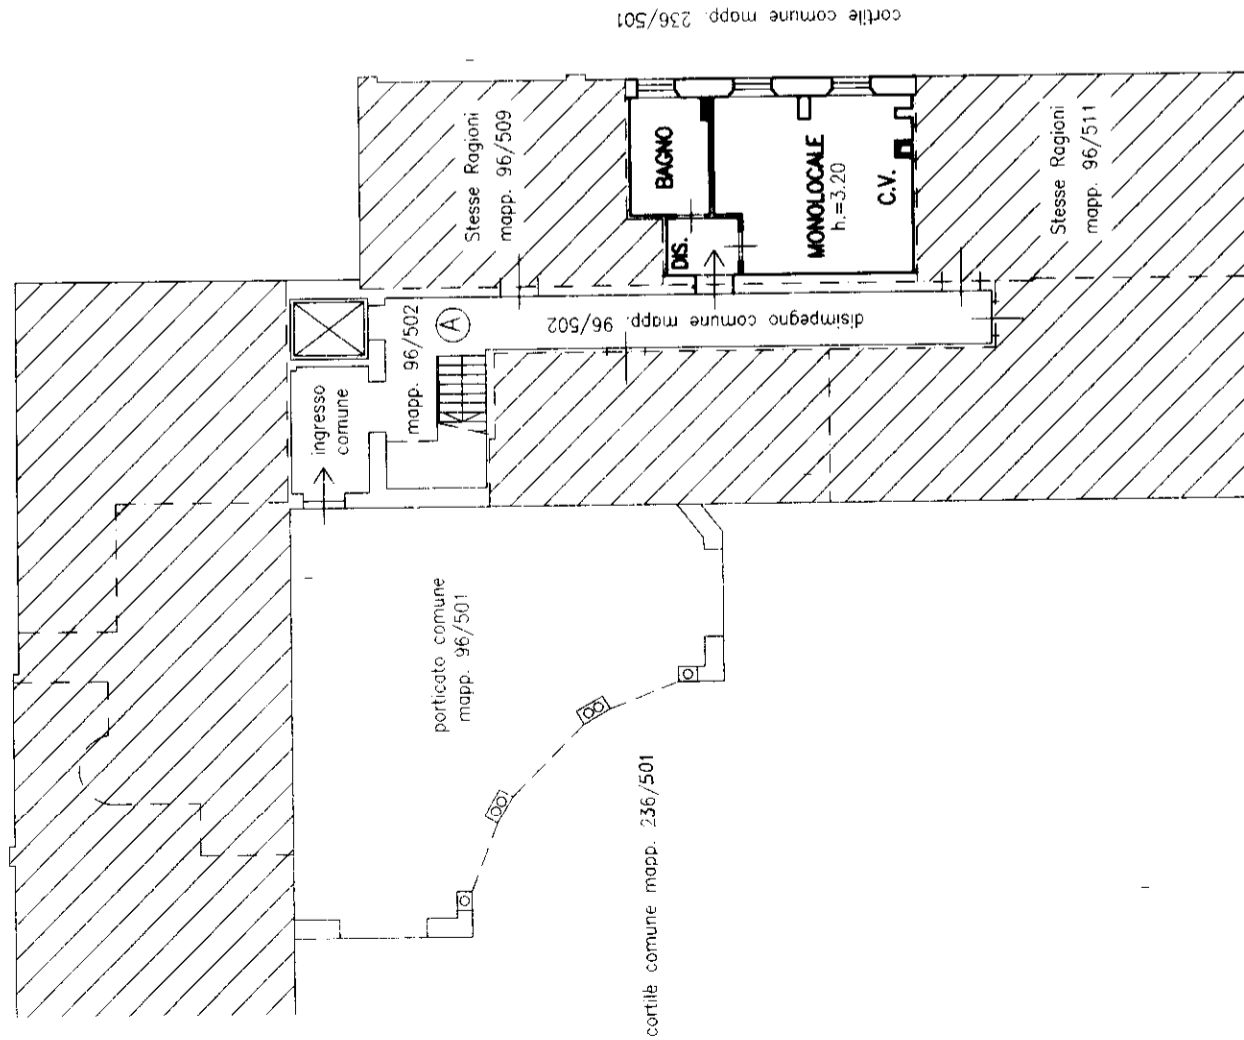 cortile comune mapp. 236/501
Stesse Ragioni
mapp. 96/509
BAGNO
DIS.
MONOLOCALE
h.=3.20
C.V.
Stesse Ragioni
mapp. 96/511
disimpegno comune mapp. 96/502
A
mapp. 96/502
ingresso
comune
porticato comune
mapp. 96/501
cortile comune mapp. 236/501